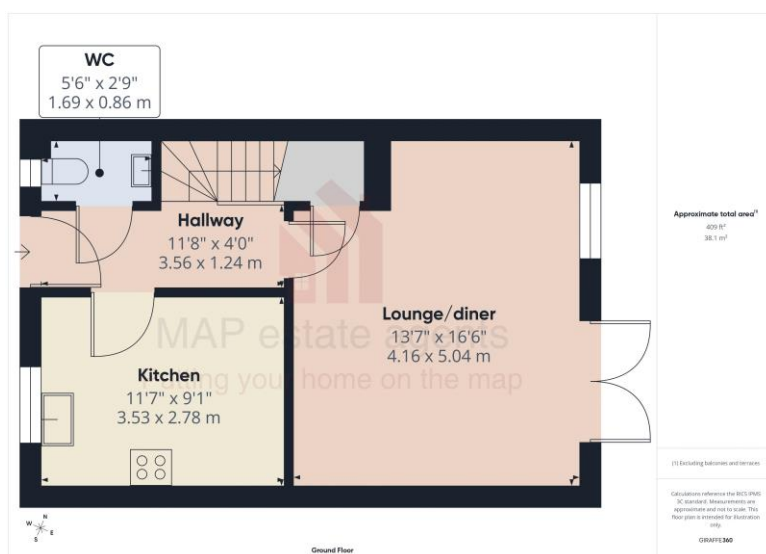 WC
5'6" x 2'9"
1.69 x 0.86 m
Hallway
11'8" x 4'0"
3.56 x 1.24 m
Lounge/diner
13'7" x 16'6"
4.16 x 5.04 m
MAP estate agents
Putting your home on the map
Kitchen
11'7" x 9'1"
3.53 x 2.78 m
N
W
E
S
Ground Floor
Approximate total area⁽¹⁾
409 ft²
38.1 m²
(1) Excluding balconies and terraces
Calculations reference the RICS IPMS
3C standard. Measurements are
approximate and not to scale. This
floor plan is intended for illustration
only.
GIRAFFE360